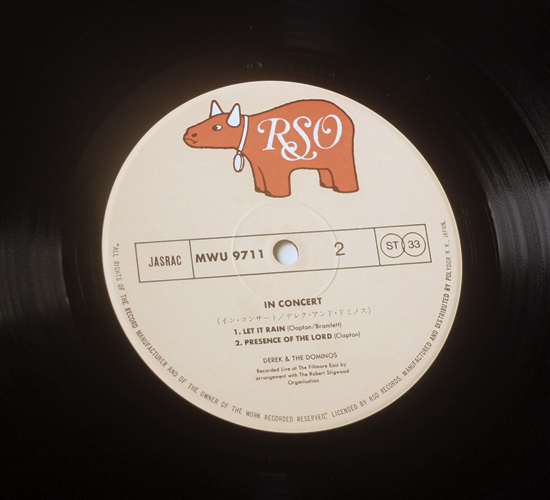 RSO
JASRAC
MWU 9711
2
ST 33
IN CONCERT
(イン・コンサート/デレク・アンド・ドミノス)
1. LET IT RAIN (Clapton/Bramlett)
2. PRESENCE OF THE LORD (Clapton)
DEREK & THE DOMINOS
Recorded Live at The Fillmore East by
arrangement with The Robert Stigwood
Organisation
"ALL RIGHTS OF THE RECORD MANUFACTURER AND OF THE OWNER OF THE WORK RECORDED RESERVED", LICENSED BY RSO RECORDS, MANUFACTURED AND DISTRIBUTED BY POLYDOR K.K. JAPAN.